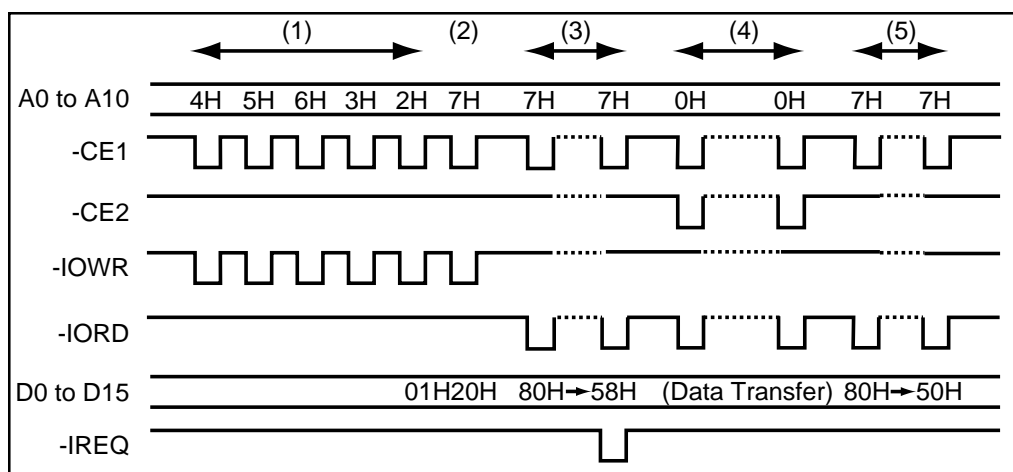 (1) (2) (3) (4) (5)
A0 to A10 4H 5H 6H 3H 2H 7H 7H 7H 0H 0H 7H 7H
-CE1
-CE2
-IOWR
-IORD
D0 to D15 01H20H 80H→58H (Data Transfer) 80H→50H
-IREQ